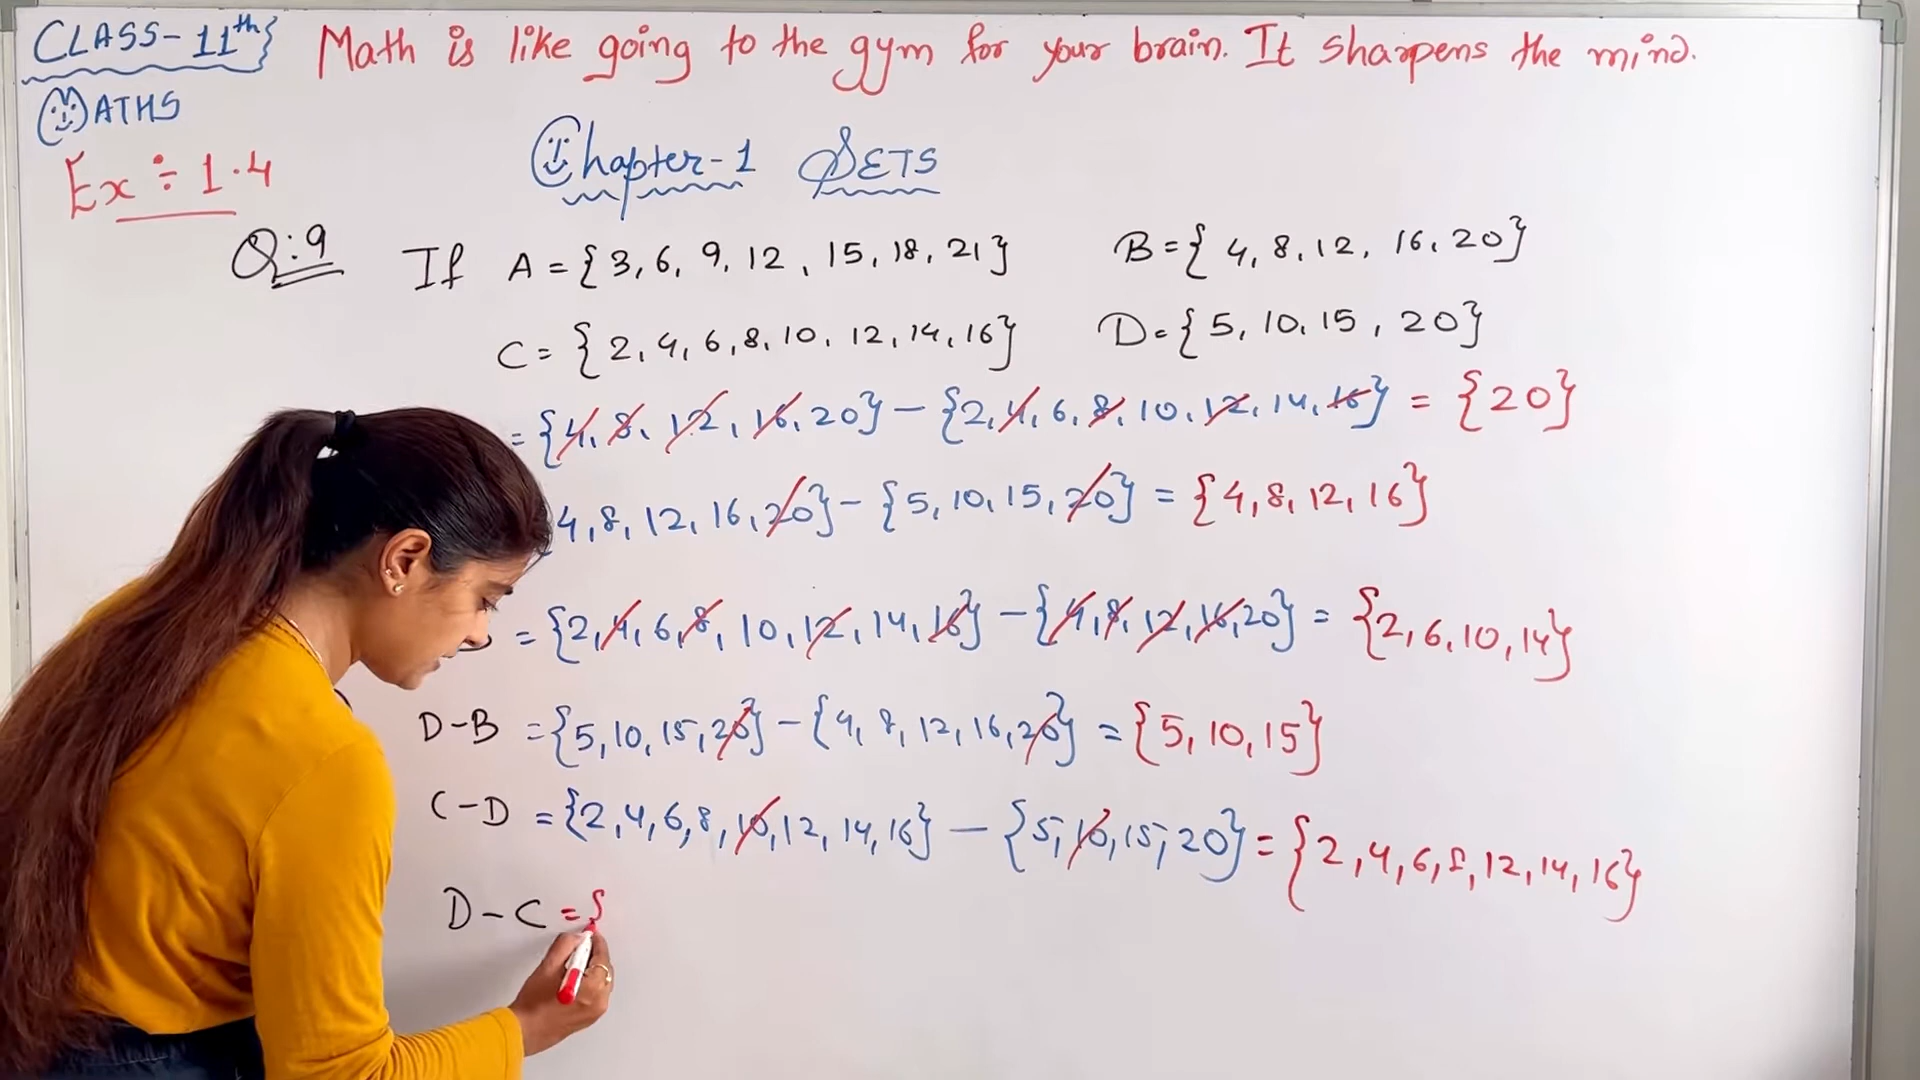 CLASS-11th} Math is like going to the gym for your brain. It sharpens the mind.
MATHS
Ex ÷ 1.4
Chapter-1 SETS
Q:9 If A = {3, 6, 9, 12, 15, 18, 21} B = { 4, 8, 12, 16, 20}
C = { 2, 4, 6, 8, 10, 12, 14, 16} D = { 5, 10, 15, 20}
= {4, 8, 12, 16, 20} - {2, 4, 6, 8, 10, 12, 14, 16} = {20}
4, 8, 12, 16, 20} - {5, 10, 15, 20} = {4, 8, 12, 16}
= {2, 4, 6, 8, 10, 12, 14, 16} - {4, 8, 12, 16, 20} = {2, 6, 10, 14}
D-B = {5, 10, 15, 20} - {4, 8, 12, 16, 20} = {5, 10, 15}
C-D = {2, 4, 6, 8, 10, 12, 14, 16} - {5, 10, 15, 20} = {2, 4, 6, 8, 12, 14, 16}
D-C =